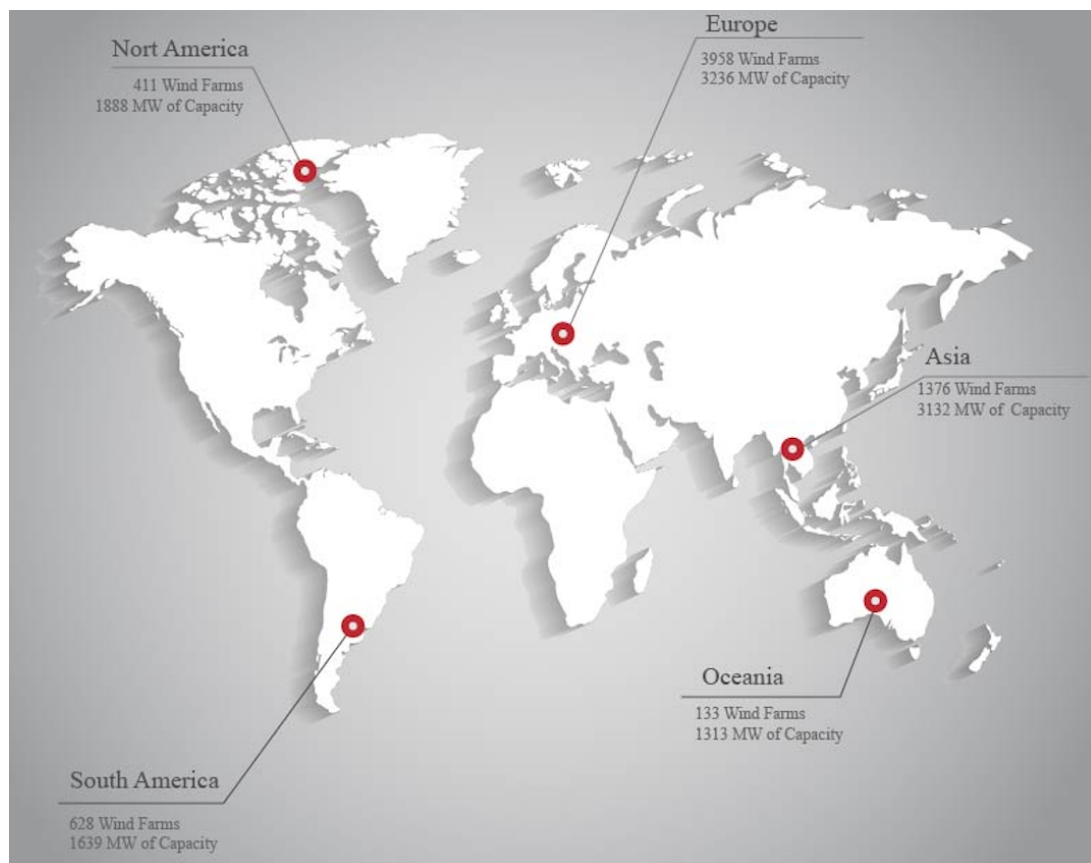 Nort America
411 Wind Farms
1888 MW of Capacity
Europe
3958 Wind Farms
3236 MW of Capacity
Asia
1376 Wind Farms
3132 MW of Capacity
Oceania
133 Wind Farms
1313 MW of Capacity
South America
628 Wind Farms
1639 MW of Capacity